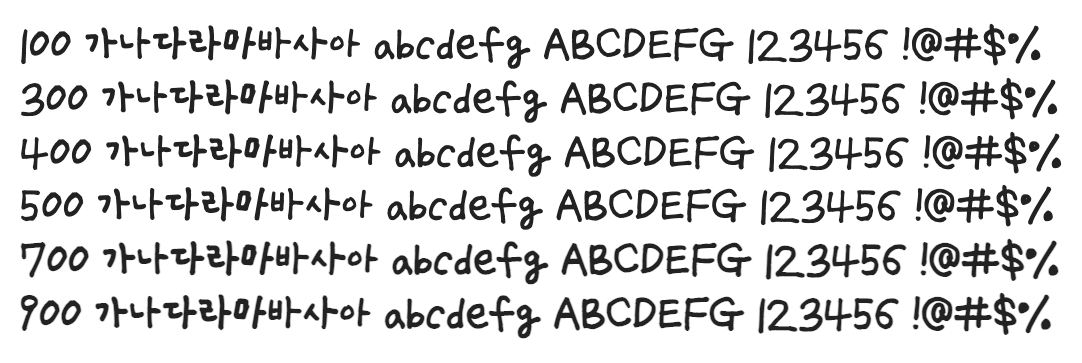 100 가나다라마바사아 abcdefg ABCDEFG 123456 !@#$%
300 가나다라마바사아 abcdefg ABCDEFG 123456 !@#$%
400 가나다라마바사아 abcdefg ABCDEFG 123456 !@#$%
500 가나다라마바사아 abcdefg ABCDEFG 123456 !@#$%
700 가나다라마바사아 abcdefg ABCDEFG 123456 !@#$%
900 가나다라마바사아 abcdefg ABCDEFG 123456 !@#$%